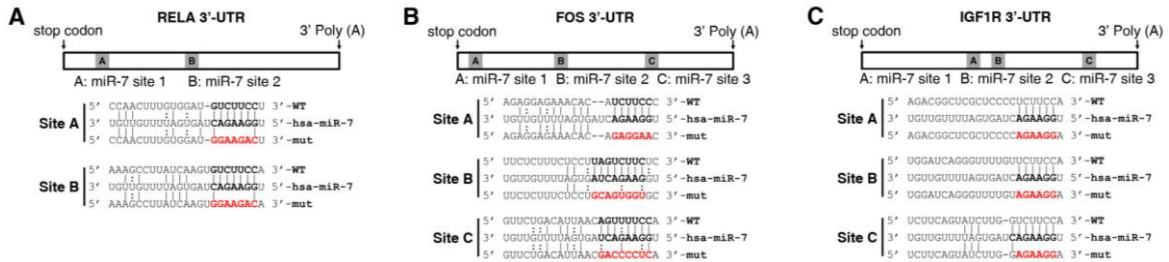 A
RELA 3'-UTR
stop codon
3' Poly (A)
A
B
A: miR-7 site 1
B: miR-7 site 2
Site A
5' CCAACUUUGUGGAU-GUCUUCCU 3'-WT
3' UGUUGUUUUAGUGAUCAGAAGGU 5'-hsa-miR-7
5' CCAACUUUGUGGAU-GGAAGACU 3'-mut
Site B
5' AAAGCCUUAUCAAGUGUCUUCCA 3'-WT
3' UGUUGUUUUAGUGAUCAGAAGGU 5'-hsa-miR-7
5' AAAGCCUUAUCAAGUGGAAGACA 3'-mut
B
FOS 3'-UTR
stop codon
3' Poly (A)
A
B
C
A: miR-7 site 1
B: miR-7 site 2
C: miR-7 site 3
Site A
5' AGAGGAGAAACAC--AUCUUCCC 3'-WT
3' UGUUGUUUUAGUGAUCAGAAGGU 5'-hsa-miR-7
5' AGAGGAGAAACAC--AGAGGAAC 3'-mut
Site B
5' UUCUCUUUCUCCUUAGUCUUCUC 3'-WT
3' UGUUGUUUUAGUGAUCAGAAGGU 5'-hsa-miR-7
5' UUCUCUUUCUCCUGCAGUGGUGC 3'-mut
Site C
5' GUUCUGACAUUAACAGUUUUCCA 3'-WT
3' UGUUGUUUUAGUGAUCAGAAGGU 5'-hsa-miR-7
5' GUUCUGACAUUAACGACCCCUCA 3'-mut
C
IGF1R 3'-UTR
stop codon
3' Poly (A)
A
B
C
A: miR-7 site 1
B: miR-7 site 2
C: miR-7 site 3
Site A
5' AGACGGCUCGCUCCCCUCUUCCA 3'-WT
3' UGUUGUUUUAGUGAUCAGAAGGU 5'-hsa-miR-7
5' AGACGGCUCGCUCCCCAGAAGGA 3'-mut
Site B
5' UGGAUCAGGGUUUUGUUCUUCCA 3'-WT
3' UGUUGUUUUAGUGAUCAGAAGGU 5'-hsa-miR-7
5' UGGAUCAGGGUUUUGUAGAAGGA 3'-mut
Site C
5' UCUUCAGUAUCUUG-GUCUUCCA 3'-WT
3' UGUUGUUUUAGUGAUCAGAAGGU 5'-hsa-miR-7
5' UCUUCAGUAUCUUG-GAGAAGGA 3'-mut